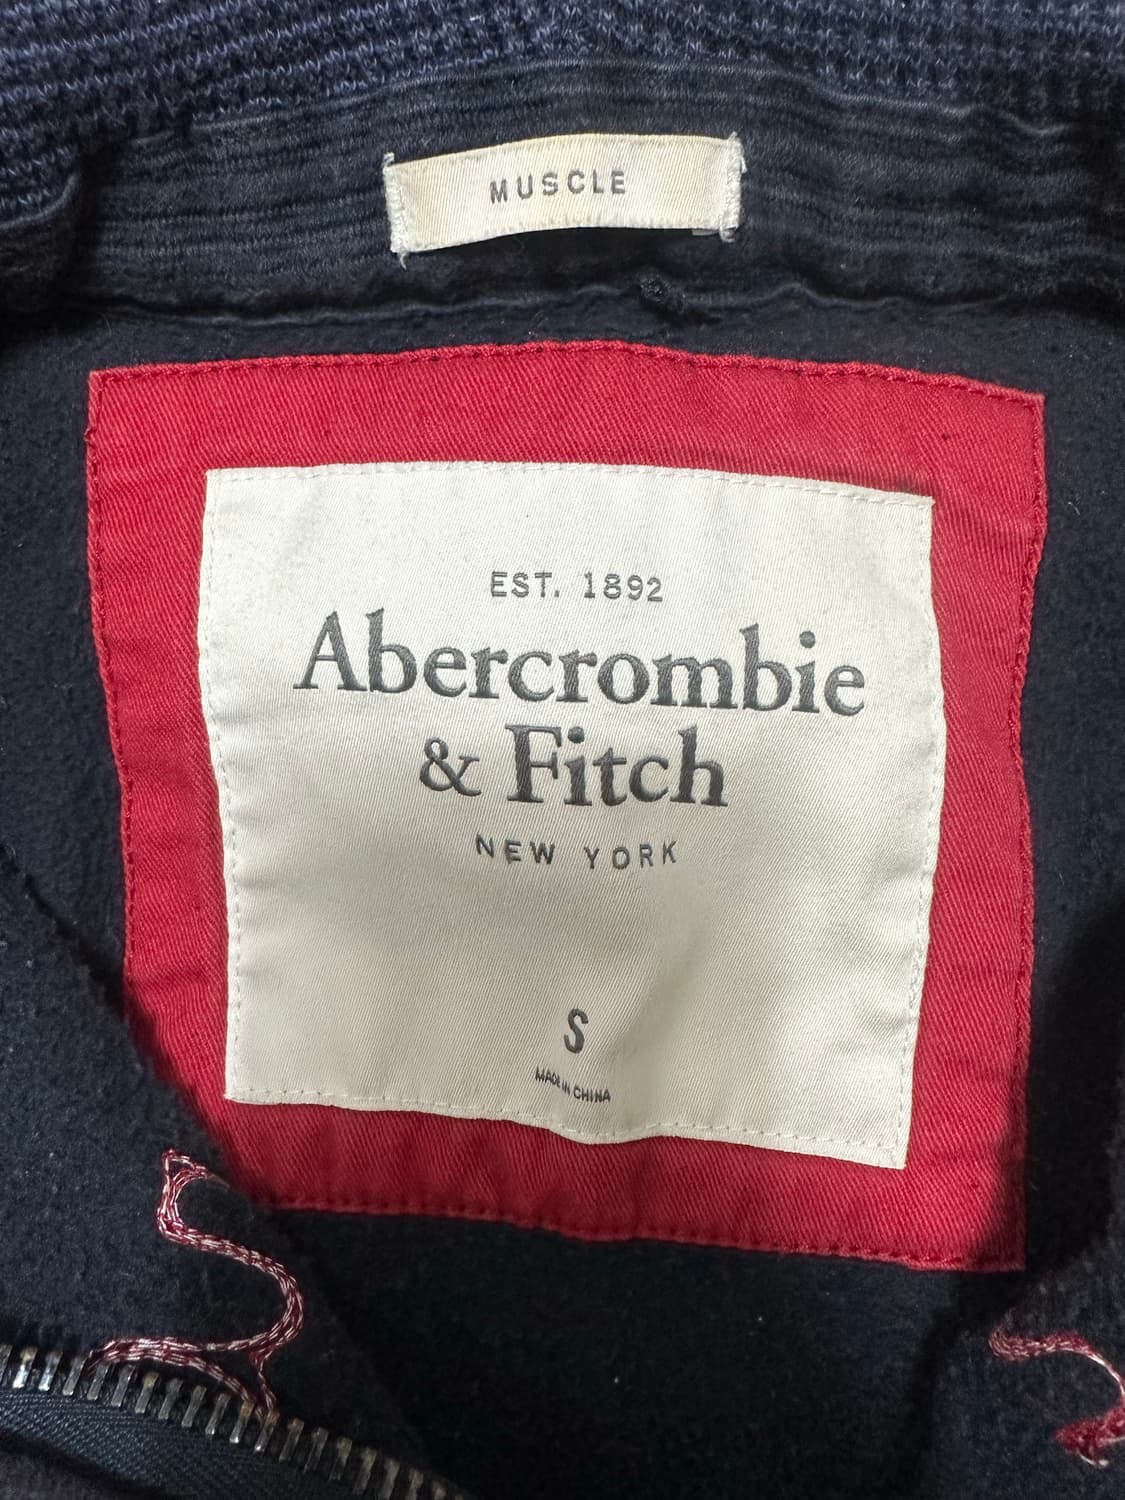 MUSCLE
EST. 1892
Abercrombie
& Fitch
NEW YORK
S
MADE IN CHINA